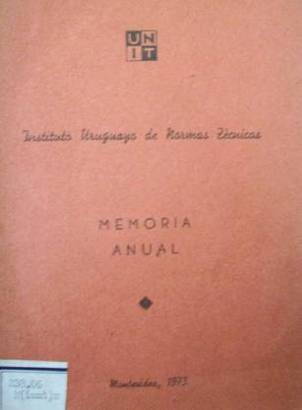 UN
IT
Instituto Uruguayo de Normas Técnicas
MEMORIA
ANUAL
Montevideo, 1973